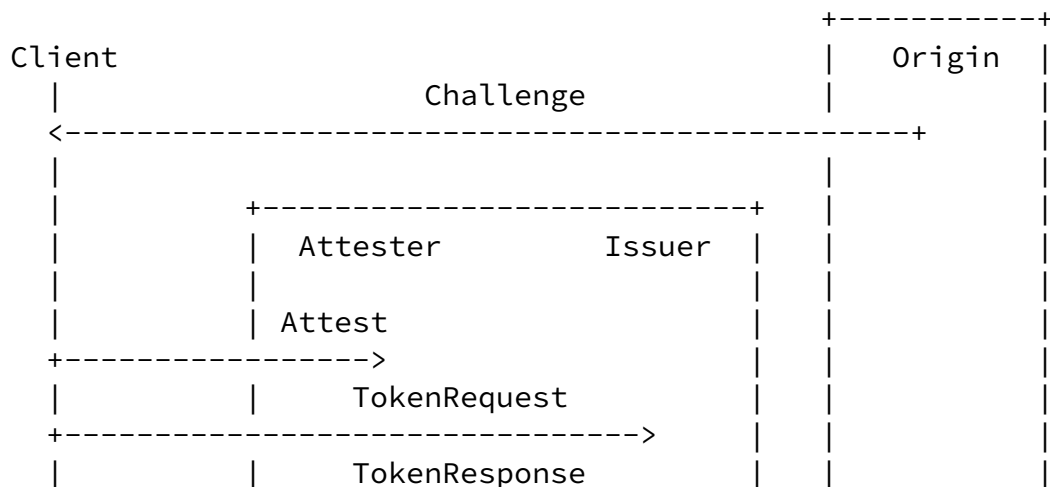 +-----------+
Client                                        |   Origin  |
  |                    Challenge              |           |
  <-----------------------------------------------+       |
  |                                           |           |
  |          +---------------------------+    |           |
  |          |  Attester         Issuer  |    |           |
  |          |                           |    |           |
  |          | Attest                    |    |           |
  +----------------->                    |    |           |
  |          |     TokenRequest          |    |           |
  +-------------------------------->     |    |           |
  |          |     TokenResponse         |    |           |